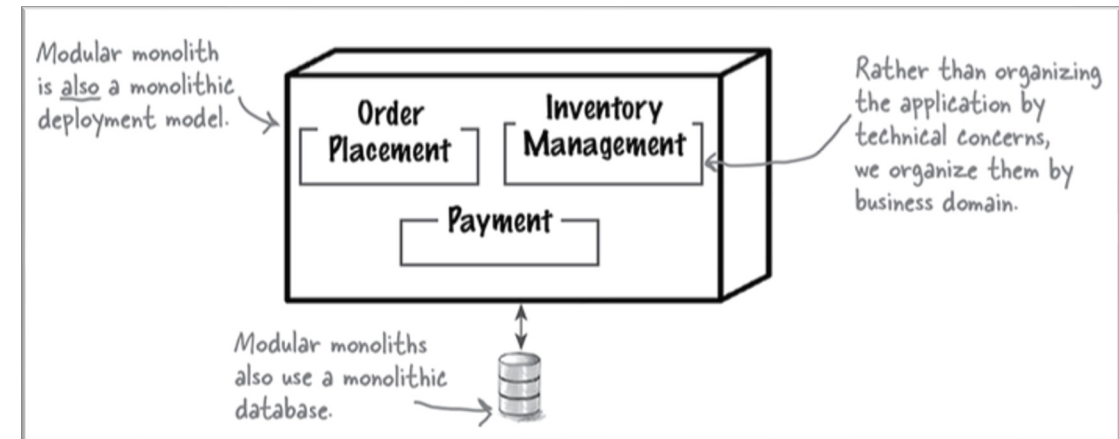 Modular monolith
is also a monolithic
deployment model.
Order
Placement
Inventory
Management
Payment
Rather than organizing
the application by
technical concerns,
we organize them by
business domain.
Modular monoliths
also use a monolithic
database.